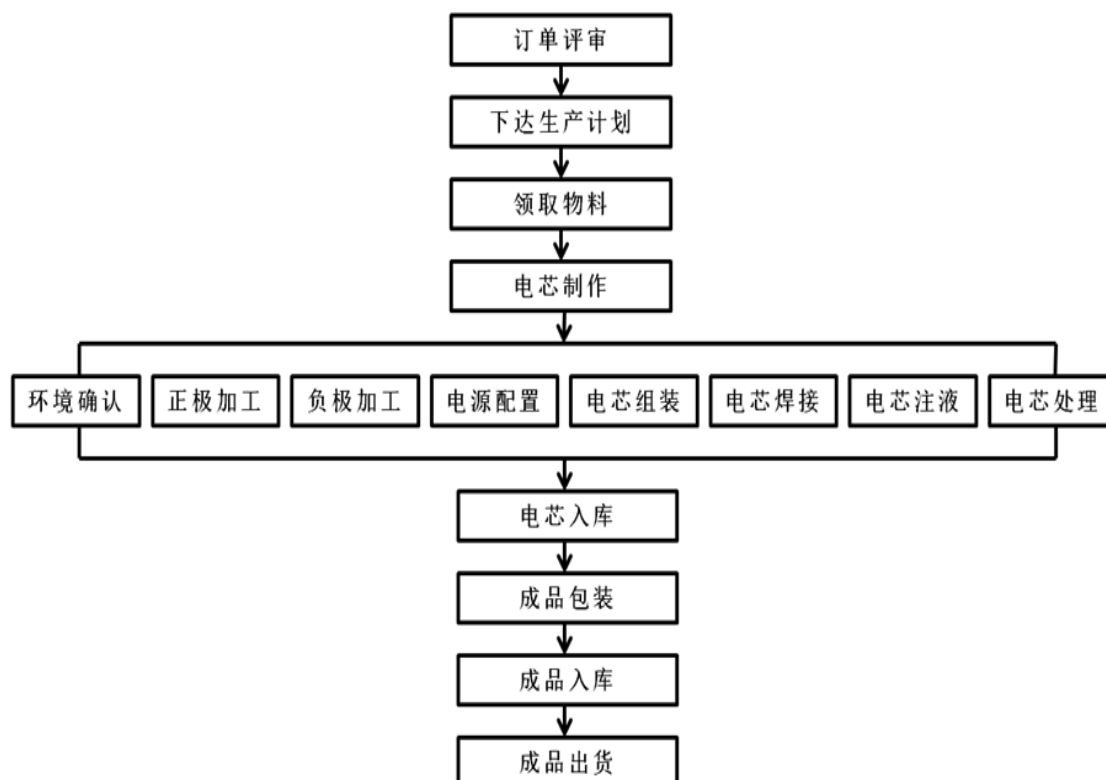 订单评审
下达生产计划
领取物料
电芯制作
环境确认
正极加工
负极加工
电源配置
电芯组装
电芯焊接
电芯注液
电芯处理
电芯入库
成品包装
成品入库
成品出货